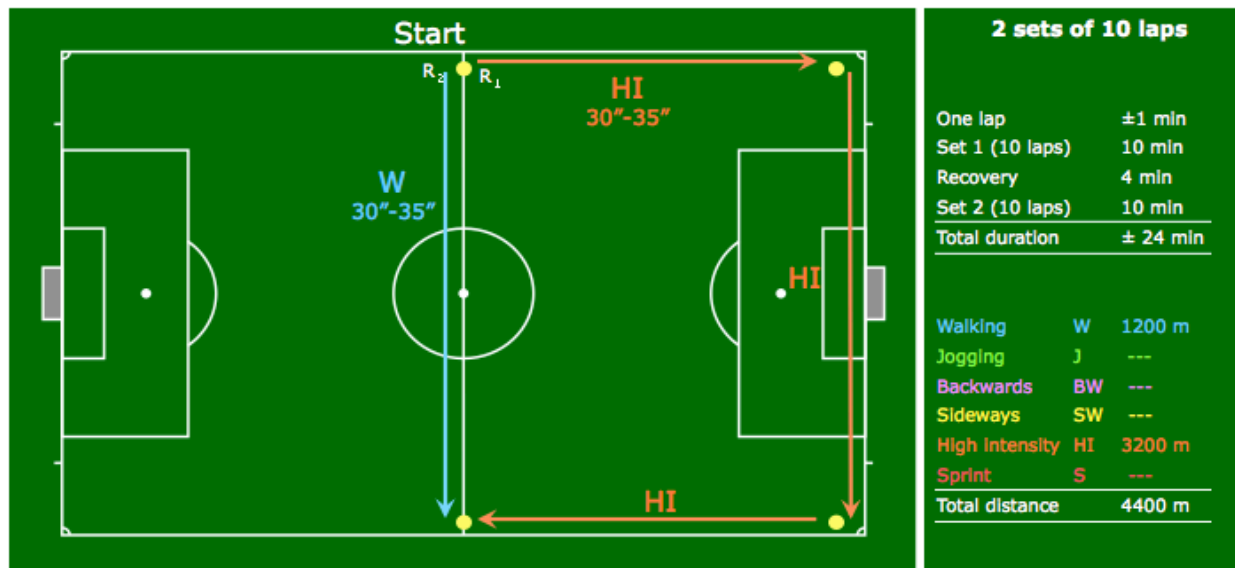 Start
R₂
R₁
HI
30”-35”
W
30”-35”
HI
HI
2 sets of 10 laps
One lap ±1 min
Set 1 (10 laps) 10 min
Recovery 4 min
Set 2 (10 laps) 10 min
Total duration ± 24 min
Walking W 1200 m
Jogging J ---
Backwards BW ---
Sideways SW ---
High intensity HI 3200 m
Sprint S ---
Total distance 4400 m